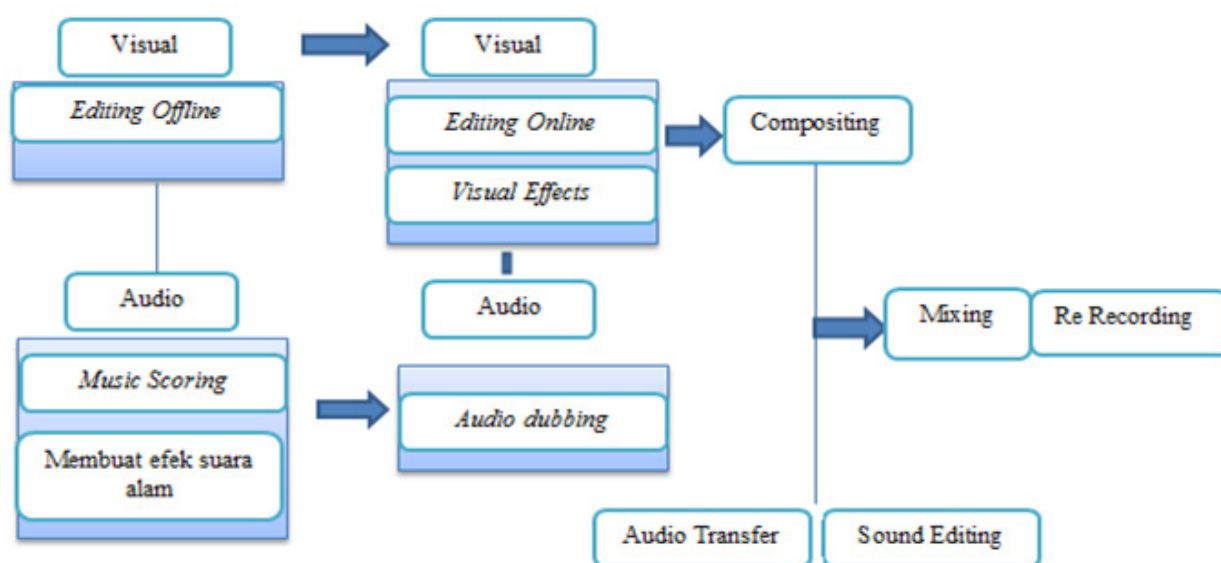 Visual
Visual
Editing Offline
Editing Online
Compositing
Visual Effects
Audio
Audio
Mixing
Re Recording
Music Scoring
Audio dubbing
Membuat efek suara
alam
Audio Transfer
Sound Editing